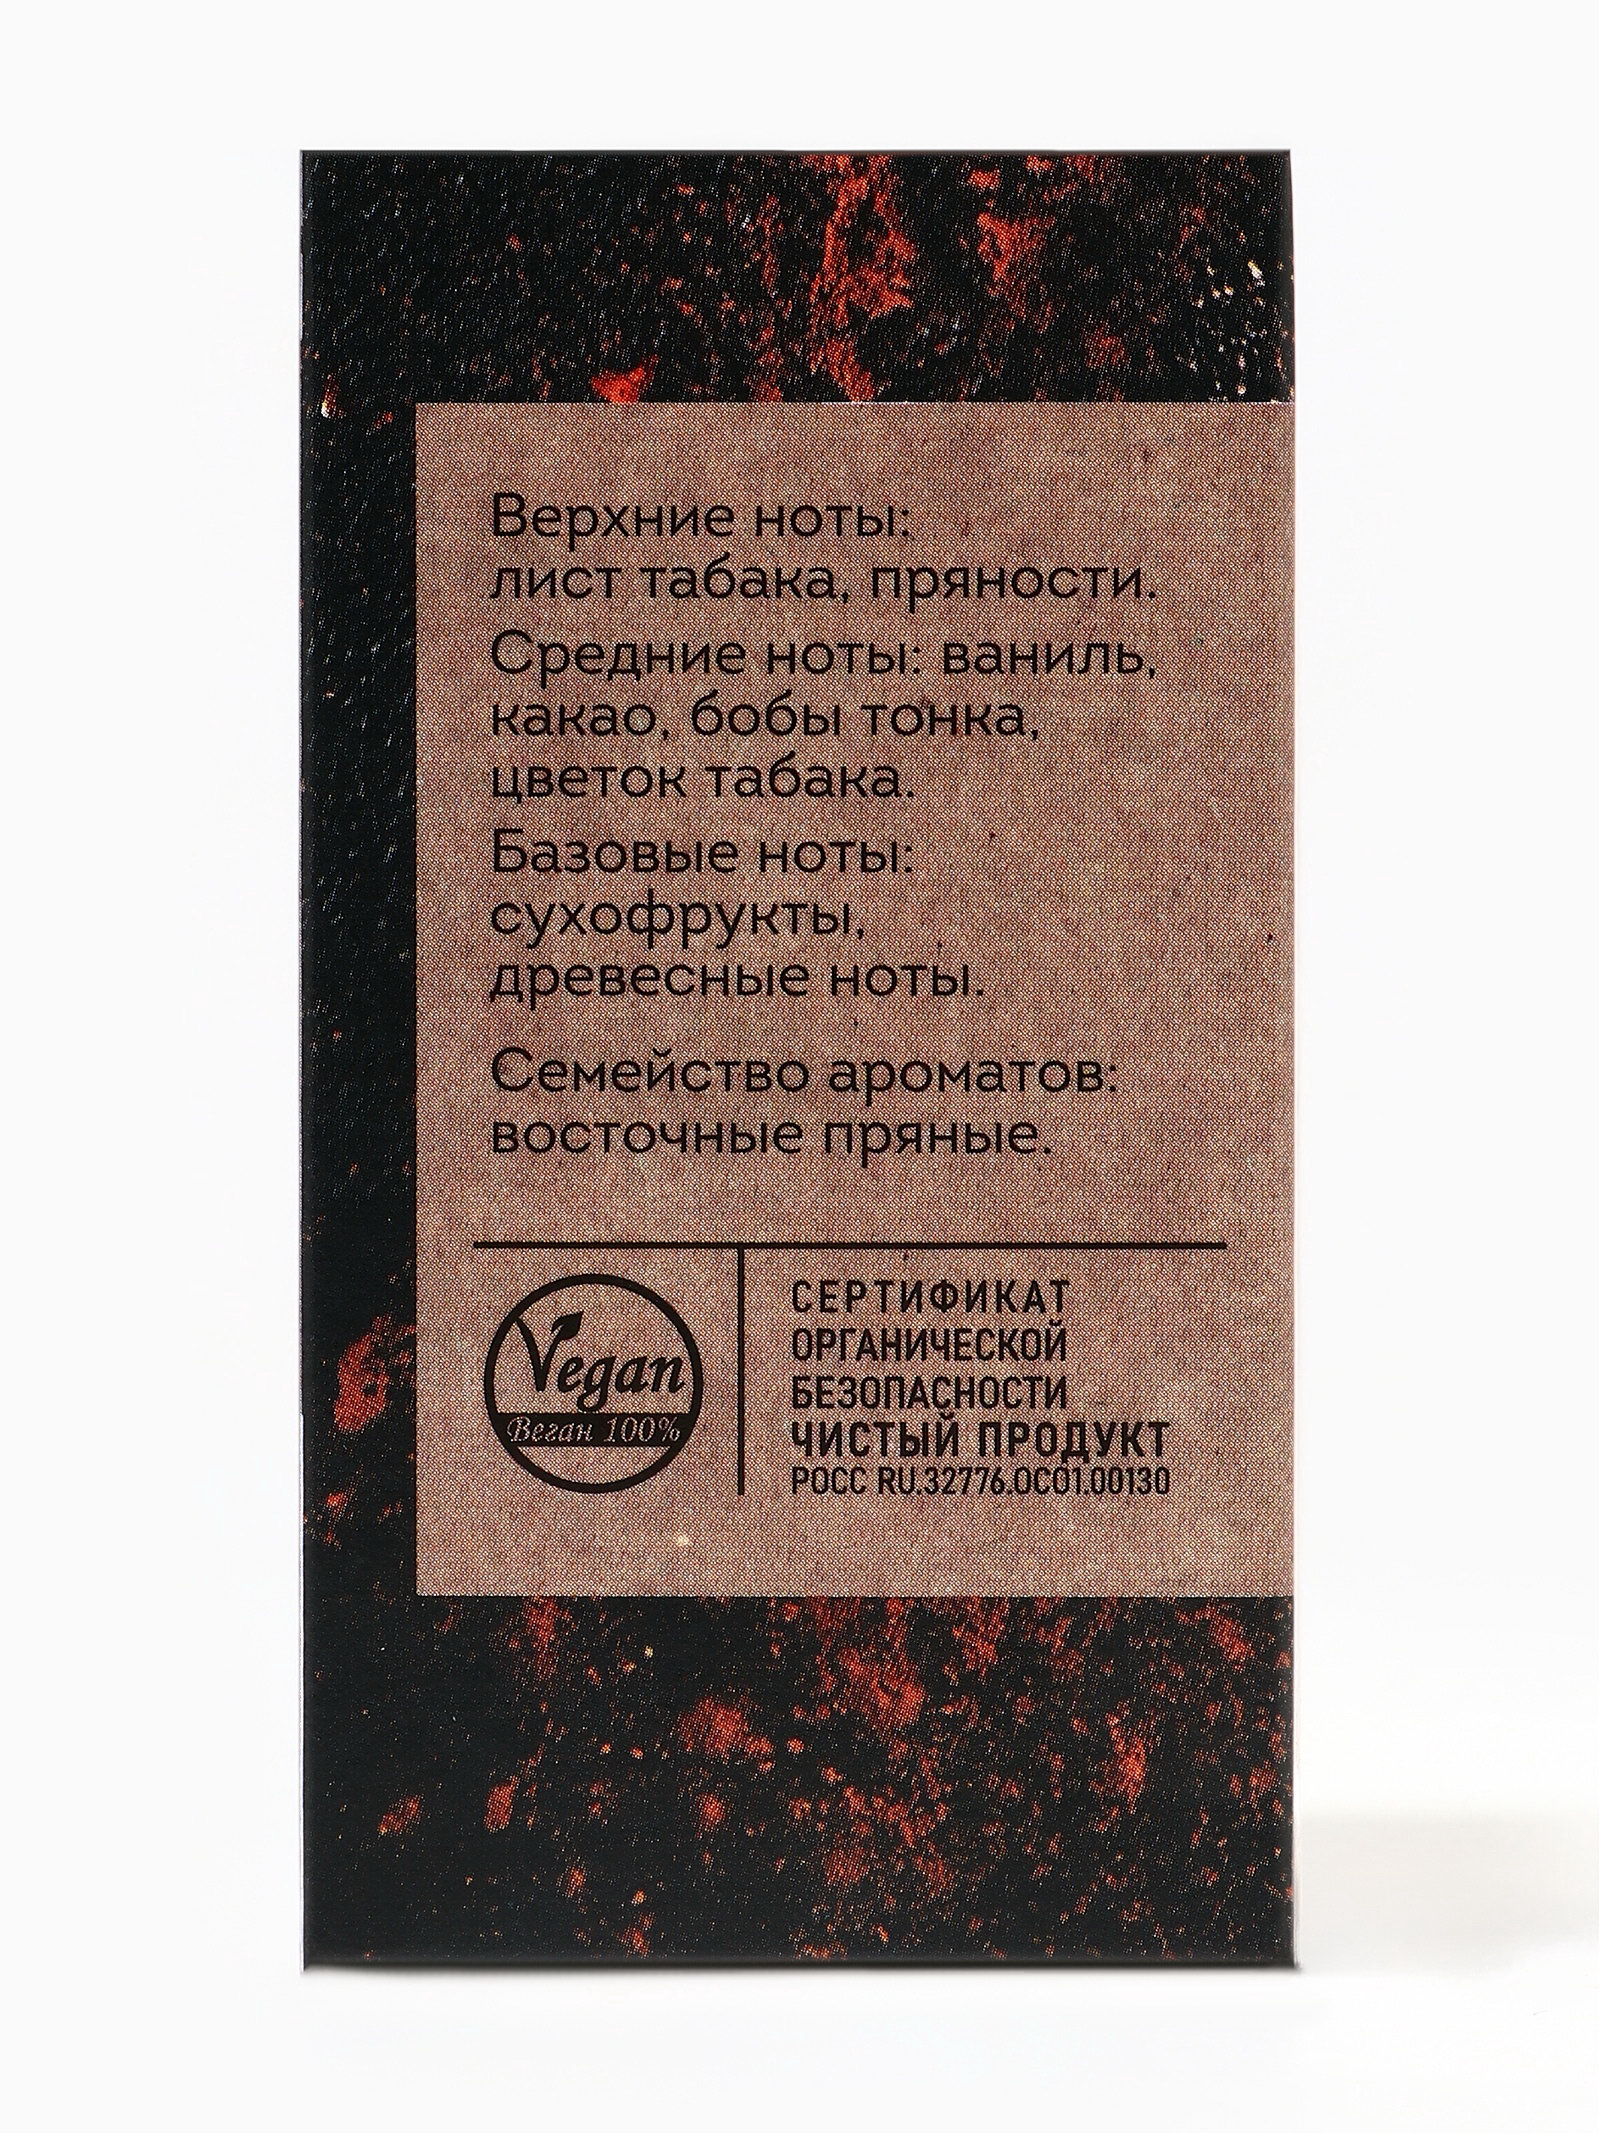 Верхние ноты:
лист табака, пряности.
Средние ноты: ваниль,
какао, бобы тонка,
цветок табака.
Базовые ноты:
сухофрукты,
древесные ноты.
Семейство ароматов:
восточные пряные.
Vegan
Веган 100%
СЕРТИФИКАТ
ОРГАНИЧЕСКОЙ
БЕЗОПАСНОСТИ
ЧИСТЫЙ ПРОДУКТ
РОСС RU.32776.ОС01.00130